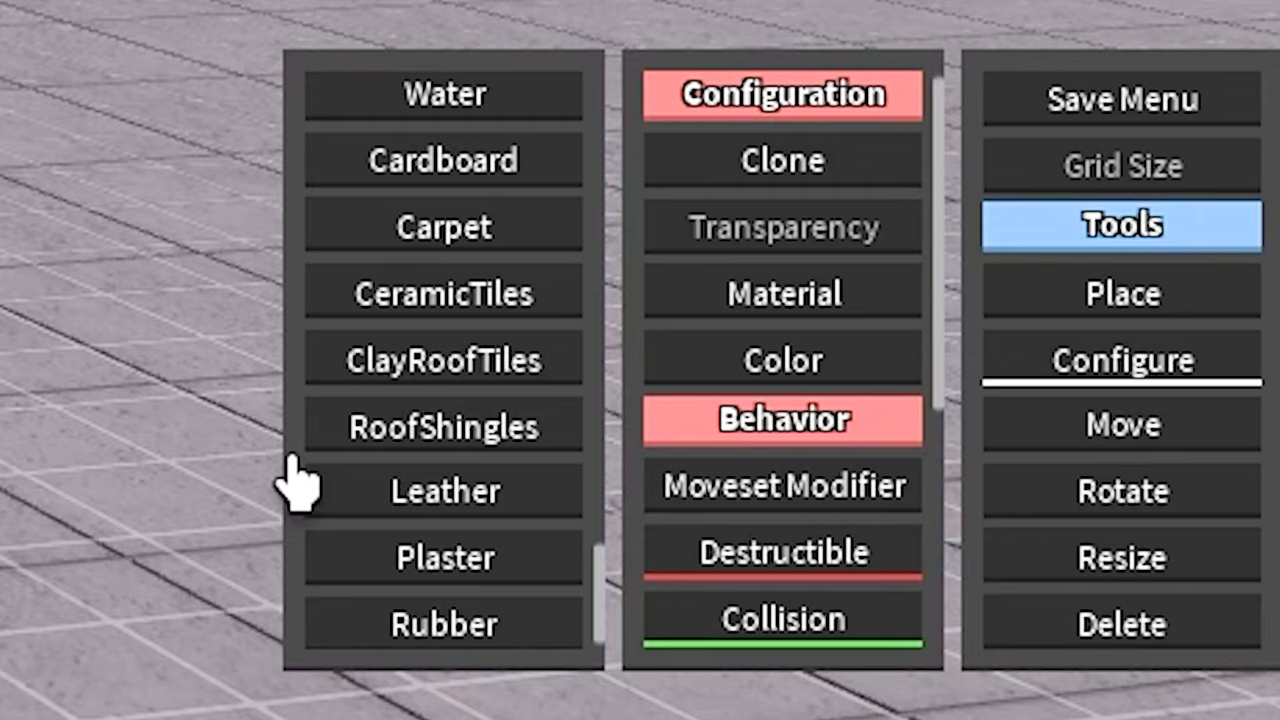 Water
Cardboard
Carpet
CeramicTiles
ClayRoofTiles
RoofShingles
Leather
Plaster
Rubber
Configuration
Clone
Transparency
Material
Color
Behavior
Moveset Modifier
Destructible
Collision
Save Menu
Grid Size
Tools
Place
Configure
Move
Rotate
Resize
Delete